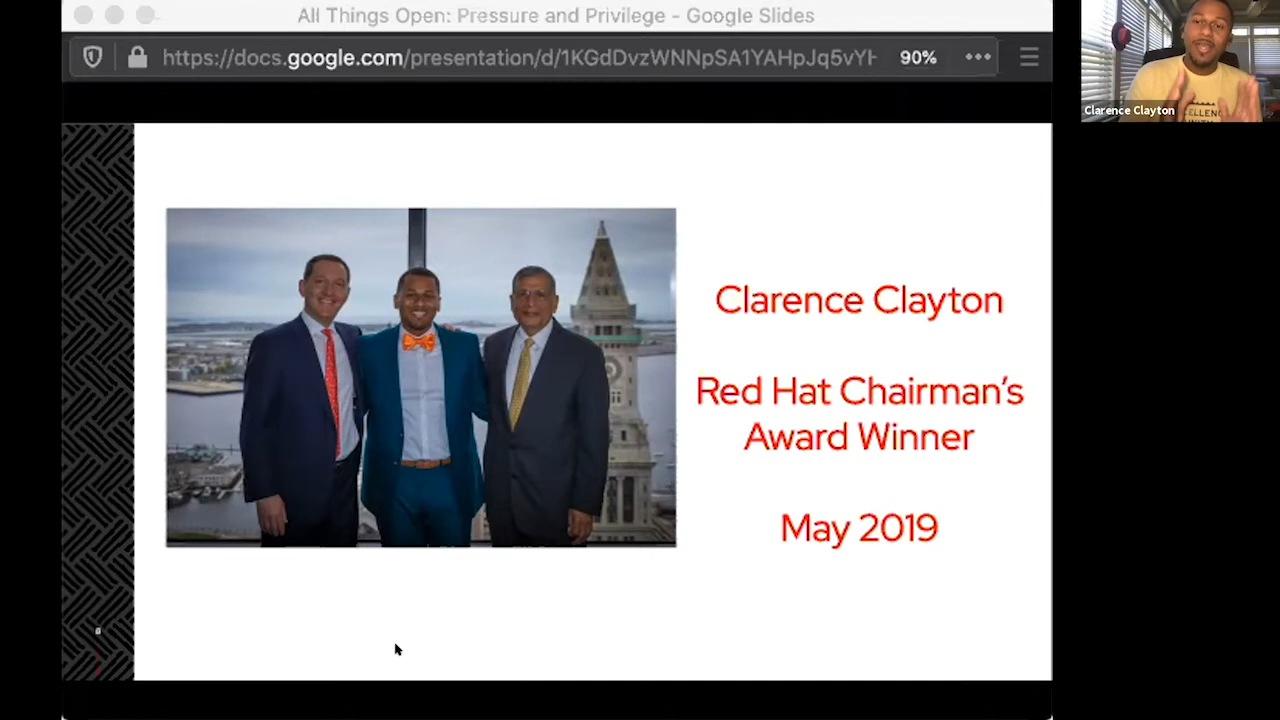 All Things Open: Pressure and Privilege - Google Slides
https://docs.google.com/presentation/d/1KGdDvzWNNpSA1YAHpJq5vYH
90%
Clarence Clayton
Clarence Clayton
Red Hat Chairman's
Award Winner
May 2019